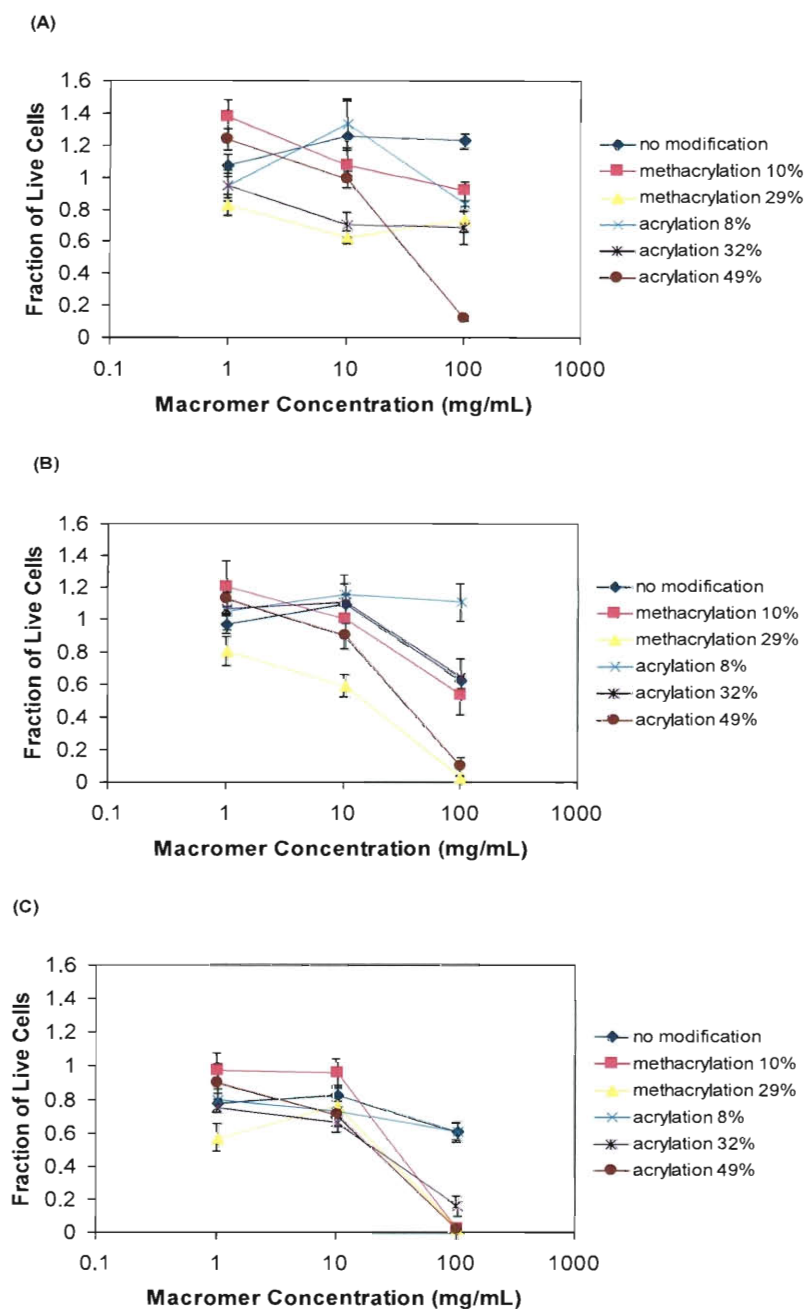 (A)
1.6
1.4
1.2
1
0.8
0.6
0.4
0.2
0
Fraction of Live Cells
0.1 1 10 100 1000
Macromer Concentration (mg/mL)
no modification
methacrylation 10%
methacrylation 29%
acrylation 8%
acrylation 32%
acrylation 49%
(B)
1.6
1.4
1.2
1
0.8
0.6
0.4
0.2
0
Fraction of Live Cells
0.1 1 10 100 1000
Macromer Concentration (mg/mL)
no modification
methacrylation 10%
methacrylation 29%
acrylation 8%
acrylation 32%
acrylation 49%
(C)
1.6
1.4
1.2
1
0.8
0.6
0.4
0.2
0
Fraction of Live Cells
0.1 1 10 100 1000
Macromer Concentration (mg/mL)
no modification
methacrylation 10%
methacrylation 29%
acrylation 8%
acrylation 32%
acrylation 49%